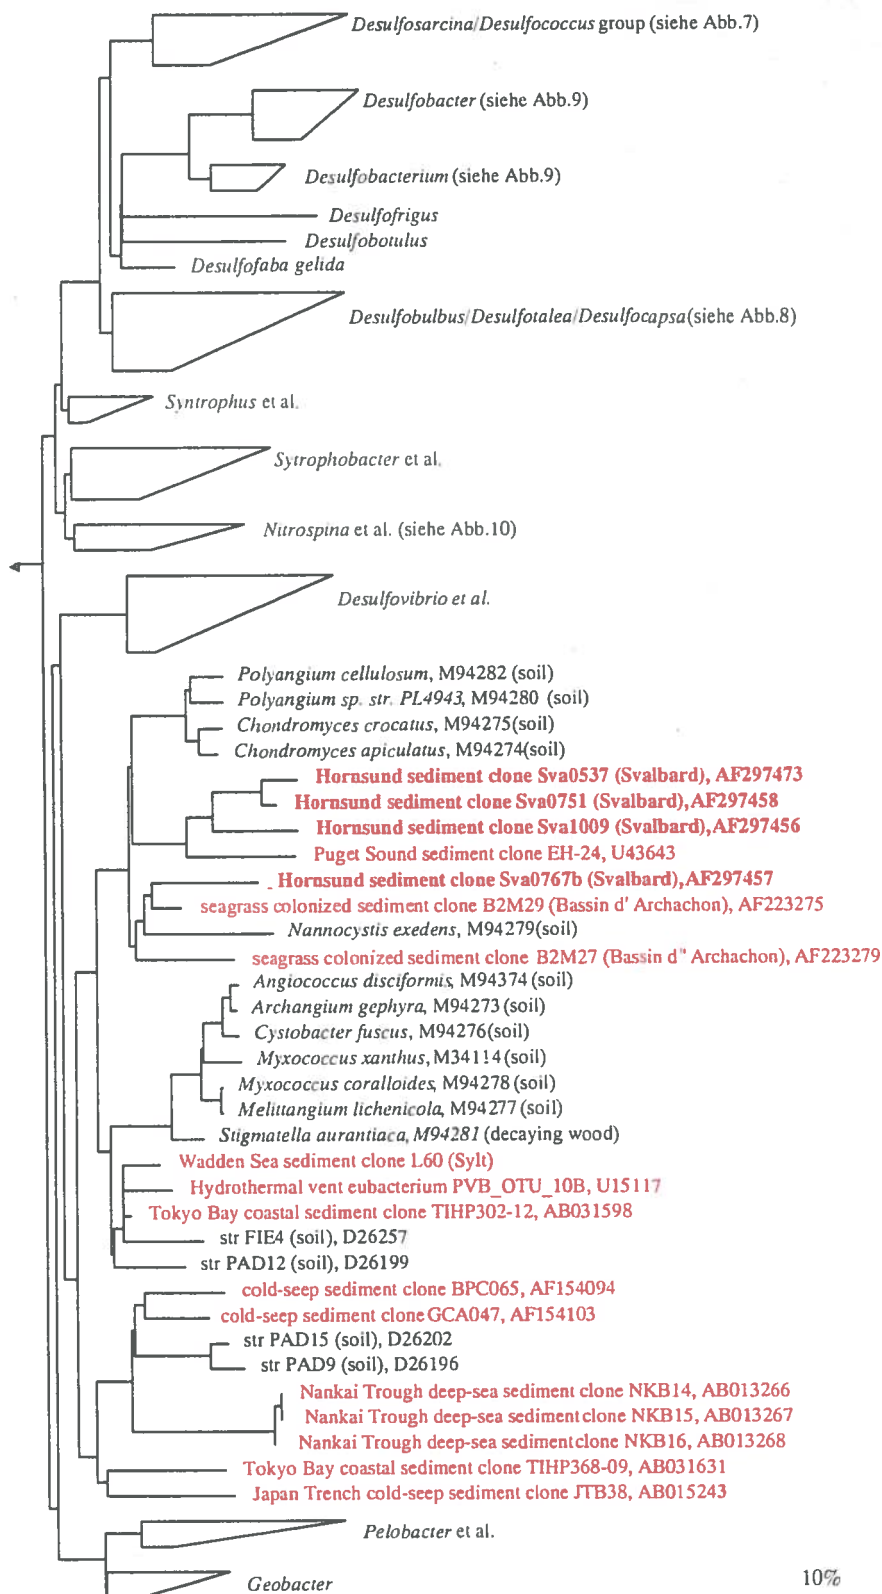 Desulfosarcina/Desulfococcus group (siehe Abb.7)
Desulfobacter (siehe Abb.9)
Desulfobacterium (siehe Abb.9)
Desulfofrigus
Desulfobotulus
Desulfofaba gelida
Desulfobulbus/Desulfotalea/Desulfocapsa(siehe Abb.8)
Syntrophus et al.
Sytrophobacter et al.
Nitrospina et al. (siehe Abb.10)
Desulfovibrio et al.
Polyangium cellulosum, M94282 (soil)
Polyangium sp. str. PL4943, M94280 (soil)
Chondromyces crocatus, M94275(soil)
Chondromyces apiculatus, M94274(soil)
Hornsund sediment clone Sva0537 (Svalbard), AF297473
Hornsund sediment clone Sva0751 (Svalbard),AF297458
Hornsund sediment clone Sva1009 (Svalbard),AF297456
Puget Sound sediment clone EH-24, U43643
Hornsund sediment clone Sva0767b (Svalbard),AF297457
seagrass colonized sediment clone B2M29 (Bassin d' Archachon), AF223275
Nannocystis exedens, M94279(soil)
seagrass colonized sediment clone B2M27 (Bassin d" Archachon), AF223279
Angiococcus disciformis, M94374 (soil)
Archangium gephyra, M94273 (soil)
Cystobacter fuscus, M94276(soil)
Myxococcus xanthus, M34114 (soil)
Myxococcus coralloides, M94278 (soil)
Melittangium lichenicola, M94277 (soil)
Stigmatella aurantiaca, M94281 (decaying wood)
Wadden Sea sediment clone L60 (Sylt)
Hydrothermal vent eubacterium PVB_OTU_10B, U15117
Tokyo Bay coastal sediment clone TIHP302-12, AB031598
str FIE4 (soil), D26257
str PAD12 (soil), D26199
cold-seep sediment clone BPC065, AF154094
cold-seep sediment clone GCA047, AF154103
str PAD15 (soil), D26202
str PAD9 (soil), D26196
Nankai Trough deep-sea sediment clone NKB14, AB013266
Nankai Trough deep-sea sediment clone NKB15, AB013267
Nankai Trough deep-sea sediment clone NKB16, AB013268
Tokyo Bay coastal sediment clone TIHP368-09, AB031631
Japan Trench cold-seep sediment clone JTB38, AB015243
Pelobacter et al.
Geobacter
10%